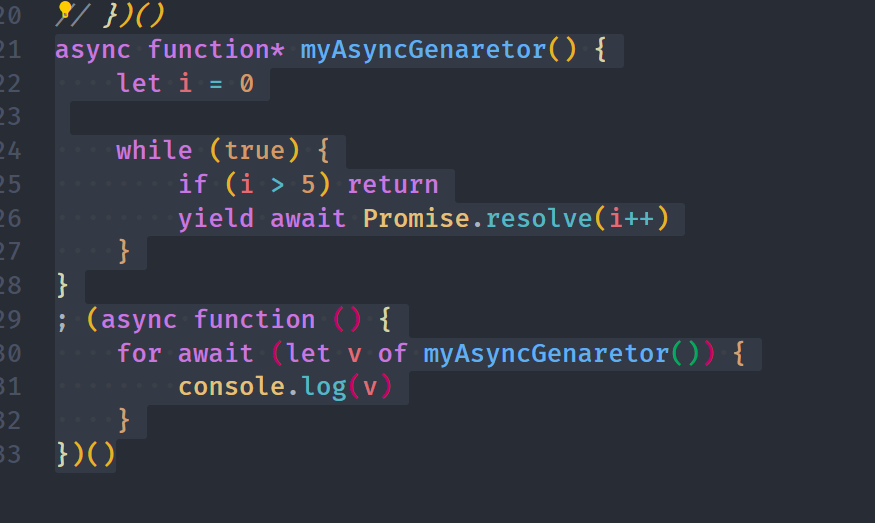 20 // })()
21 async function* myAsyncGenaretor() {
22 let i = 0
23
24 while (true) {
25 if (i > 5) return
26 yield await Promise.resolve(i++)
27 }
28 }
29 ; (async function () {
30 for await (let v of myAsyncGenaretor()) {
31 console.log(v)
32 }
33 })()